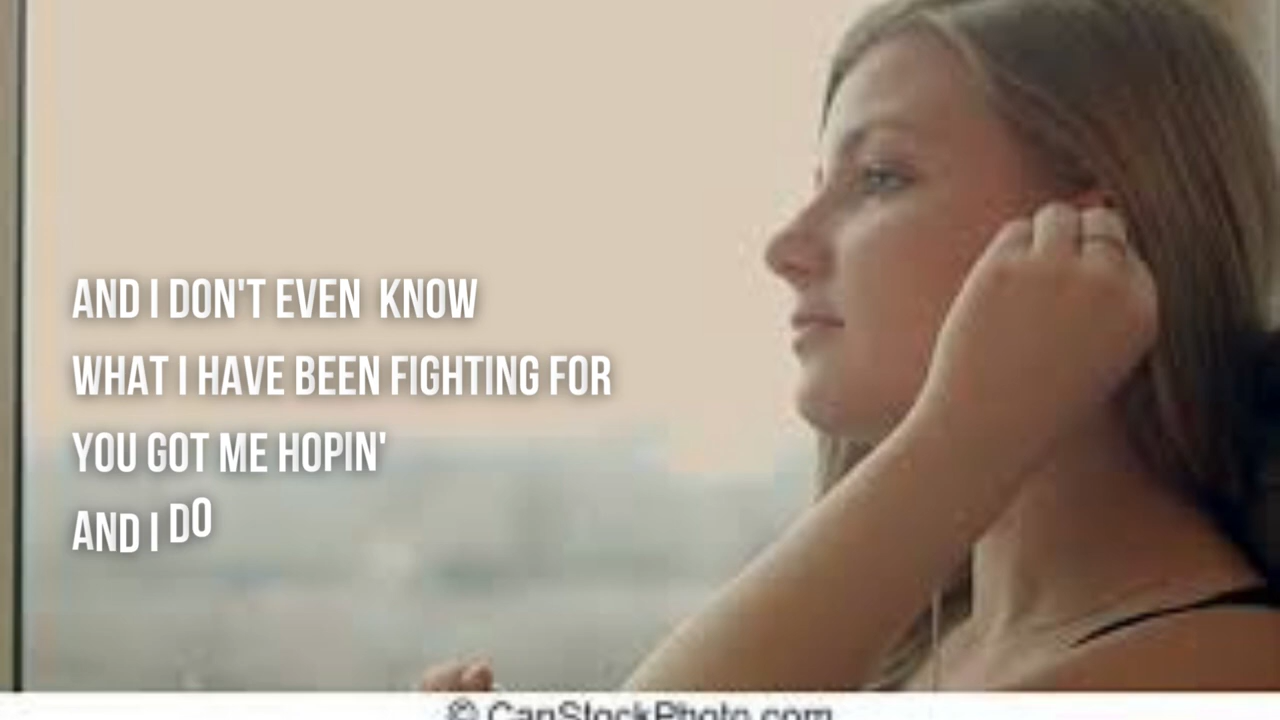 AND I DON'T EVEN KNOW
WHAT I HAVE BEEN FIGHTING FOR
YOU GOT ME HOPIN'
AND I DO
© CanStockPhoto.com